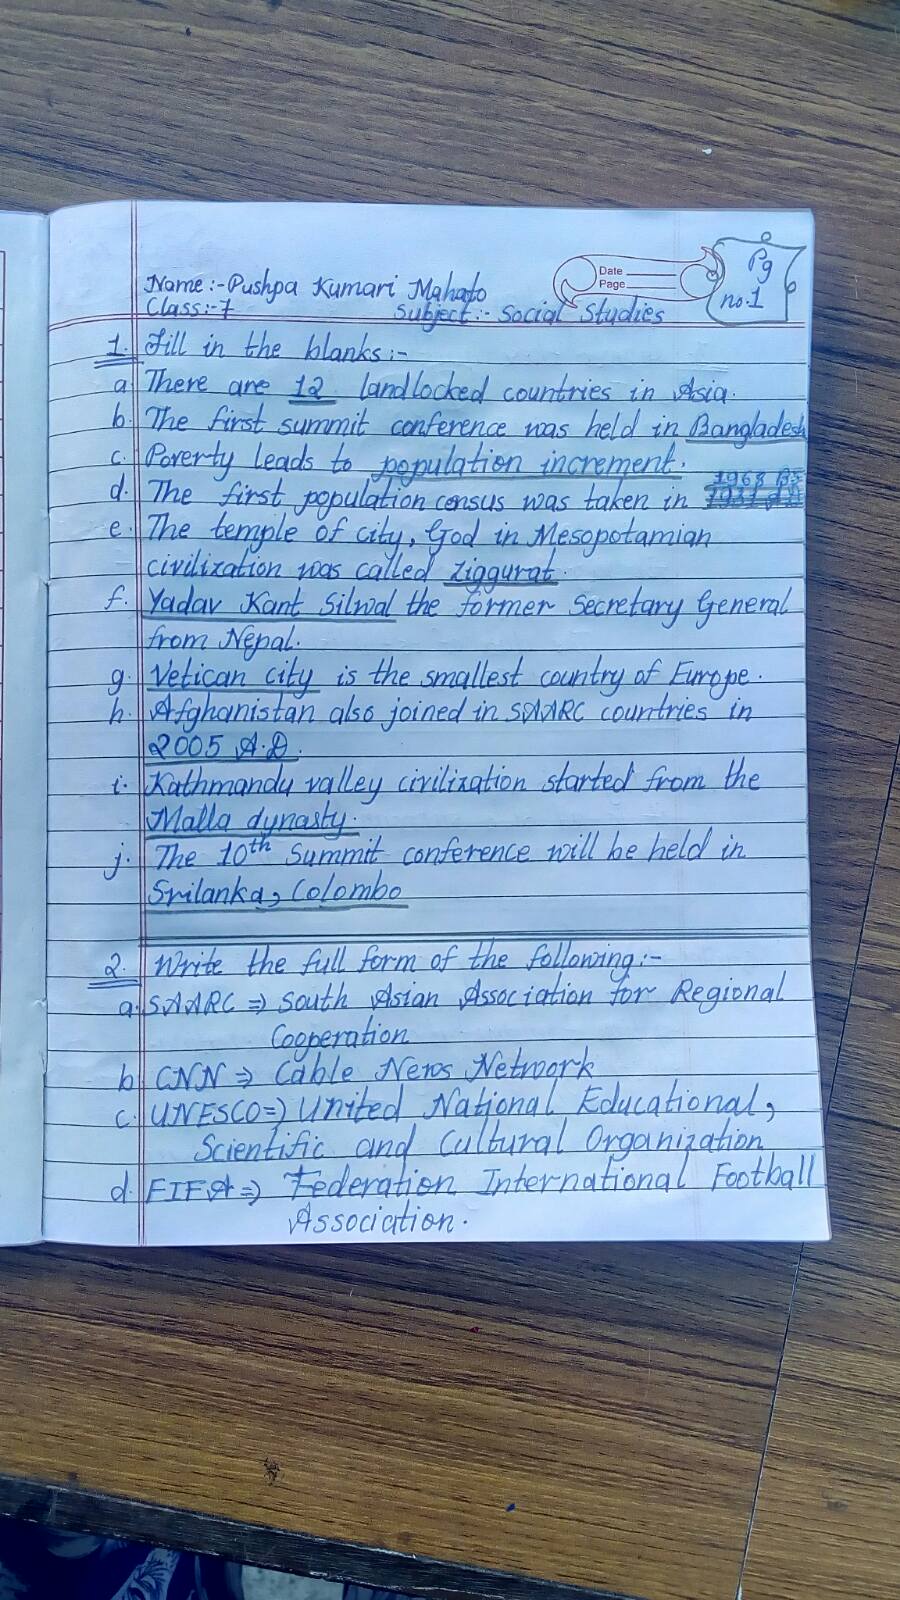 Date
Page
Pg
no.1
Name:-Pushpa Kumari Mahato
Class:-7 Subject:- Social Studies
1. Fill in the blanks:-
a. There are 12 landlocked countries in Asia.
b. The first summit conference was held in Bangladesh
c. Poverty leads to population increment.
1968 BS
d. The first population census was taken in
e. The temple of city, God in Mesopotamian
civilization was called ziggurat.
f. Yadav Kant Silwal the former Secretary General
from Nepal.
g. Vetican city is the smallest country of Europe.
h. Afghanistan also joined in SAARC countries in
2005 A.D.
i. Kathmandu valley civilization started from the
Malla dynasty.
j. The 10th Summit conference will be held in
Srilanka, Colombo
2. Write the full form of the following:-
a. SAARC => South Asian Association for Regional
Cooperation
b. CNN => Cable News Network
c. UNESCO=) United National Educational,
Scientific and Cultural Organization
d. FIFA => Federation International Football
Association.